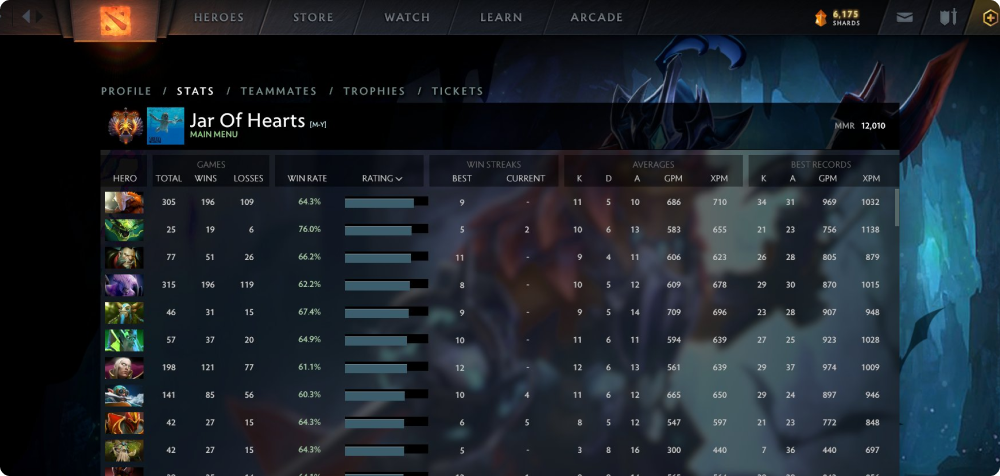 HEROES STORE WATCH LEARN ARCADE 6,175 SHARDS
PROFILE / STATS / TEAMMATES / TROPHIES / TICKETS
Jar Of Hearts [M-Y]
MAIN MENU
MMR 12,010
GAMES WIN STREAKS AVERAGES BEST RECORDS
HERO TOTAL WINS LOSSES WIN RATE RATING BEST CURRENT K D A GPM XPM K A GPM XPM
305 196 109 64.3% 9 - 11 5 10 686 710 34 31 969 1032
25 19 6 76.0% 5 2 10 6 13 583 655 21 23 756 1138
77 51 26 66.2% 11 - 9 4 11 606 623 26 28 805 879
315 196 119 62.2% 8 - 10 5 12 609 678 29 30 870 1015
46 31 15 67.4% 9 - 9 5 14 709 696 23 28 907 948
57 37 20 64.9% 10 - 11 6 11 594 639 27 25 923 1028
198 121 77 61.1% 12 - 12 6 13 561 639 29 37 974 1009
141 85 56 60.3% 10 4 11 6 12 665 650 29 24 897 946
42 27 15 64.3% 6 5 8 5 12 547 597 21 23 772 848
42 27 15 64.3% 5 - 3 8 16 300 440 7 36 440 697